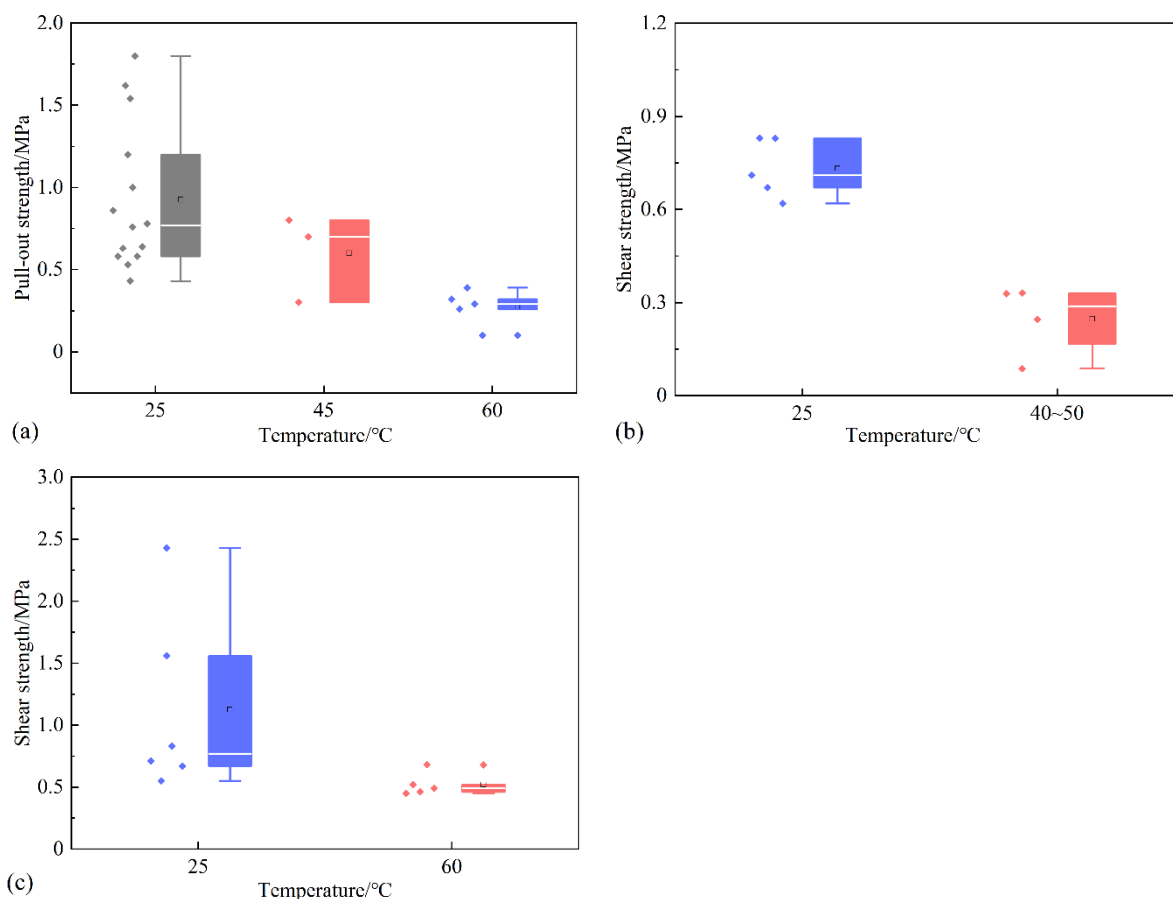 2.0
1.5
1.0
0.5
0
Pull-out strength/MPa
25 45 60
Temperature/℃
(a)
1.2
0.9
0.6
0.3
0
Shear strength/MPa
25 40~50
Temperature/℃
(b)
3.0
2.5
2.0
1.5
1.0
0.5
0
Shear strength/MPa
25 60
Temperature/℃
(c)